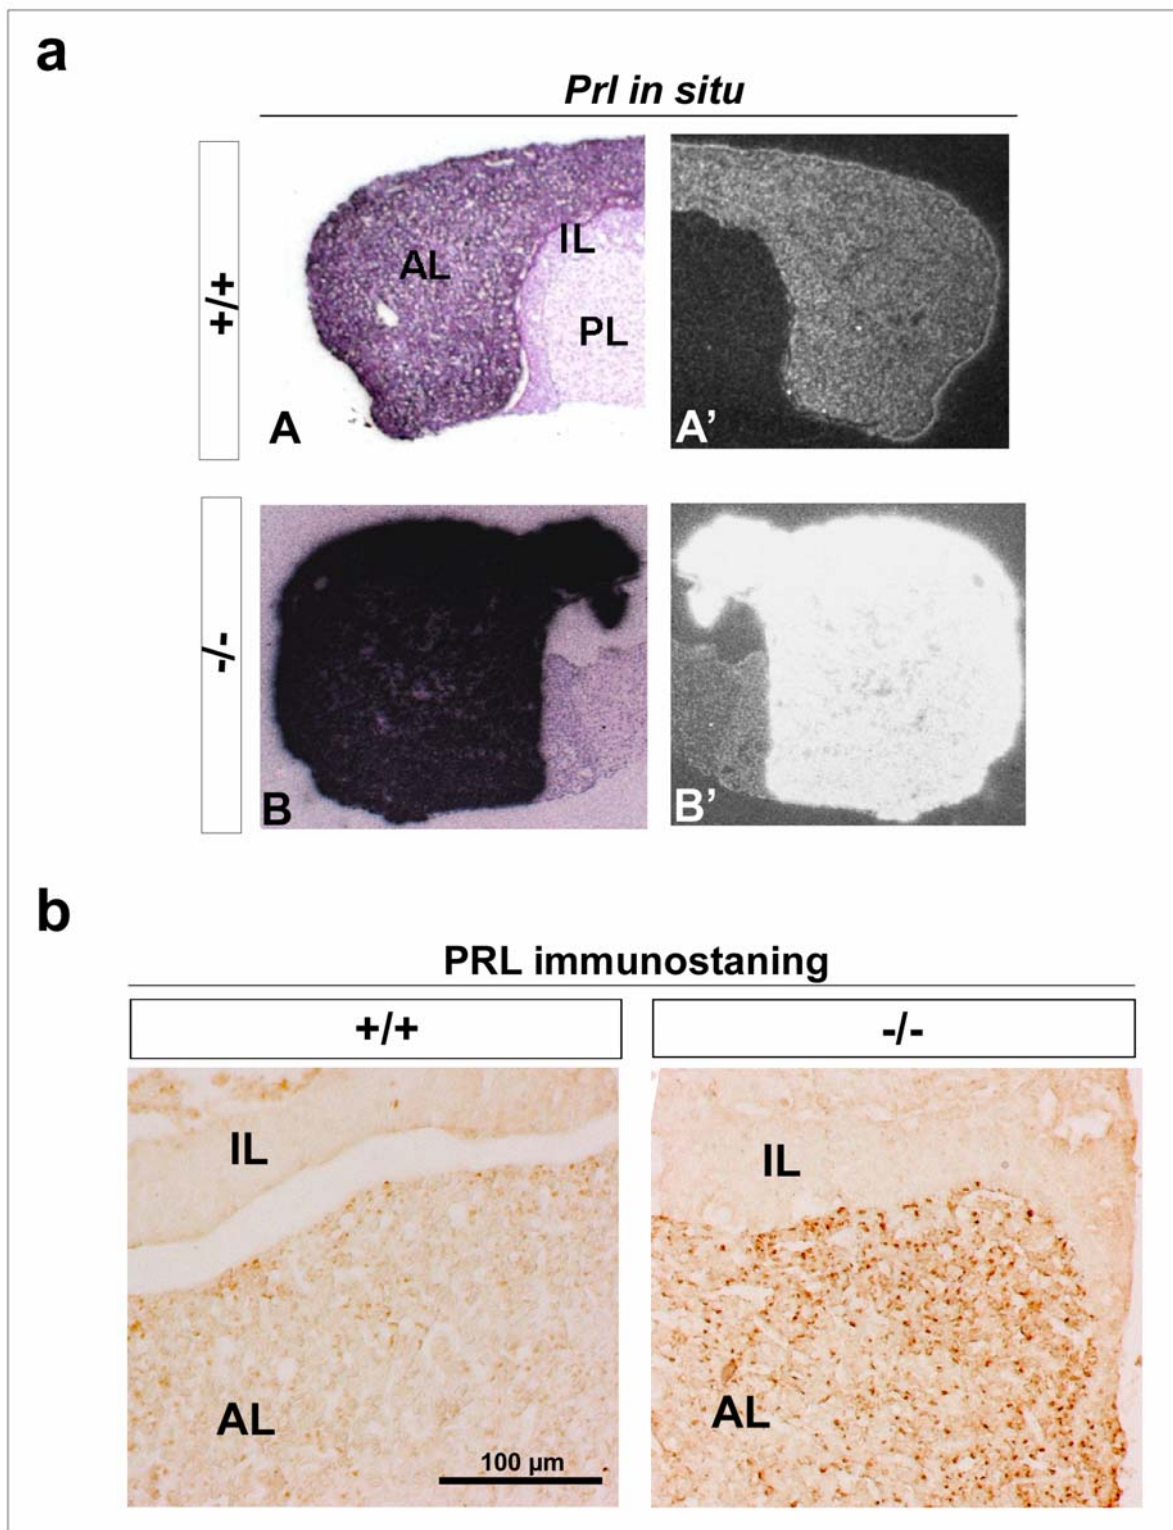 a
Prl in situ
+/+
AL
IL
PL
A
A’
-/-
B
B’
b
PRL immunostaning
+/+
-/-
IL
AL
100 µm
IL
AL